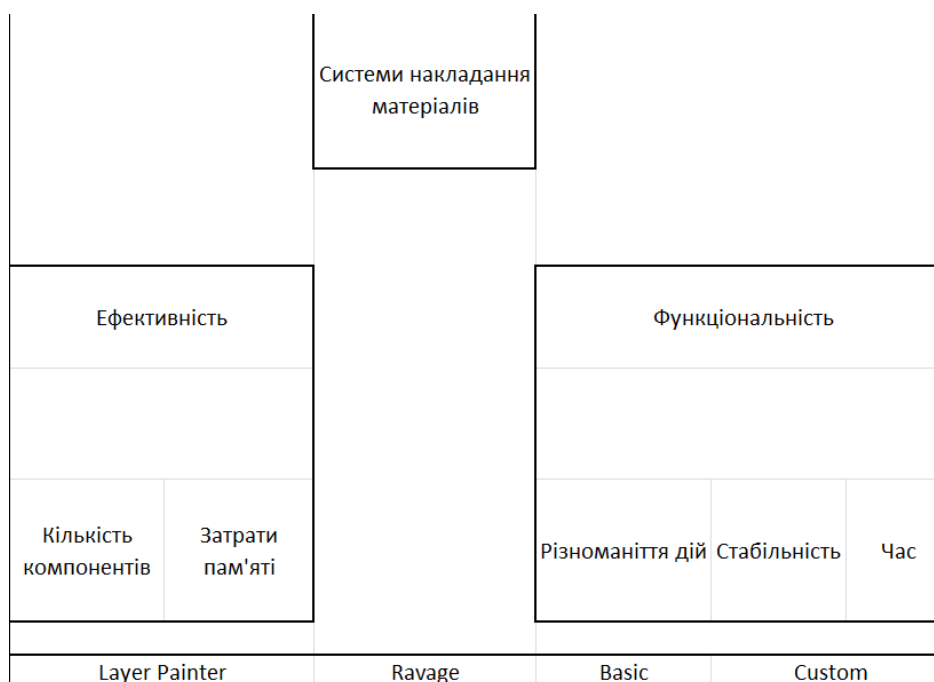 Системи накладання
матеріалів
Ефективність
Функціональність
Кількість
компонентів
Затрати
пам'яті
Різноманіття дій
Стабільність
Час
Layer Painter
Ravage
Basic
Custom